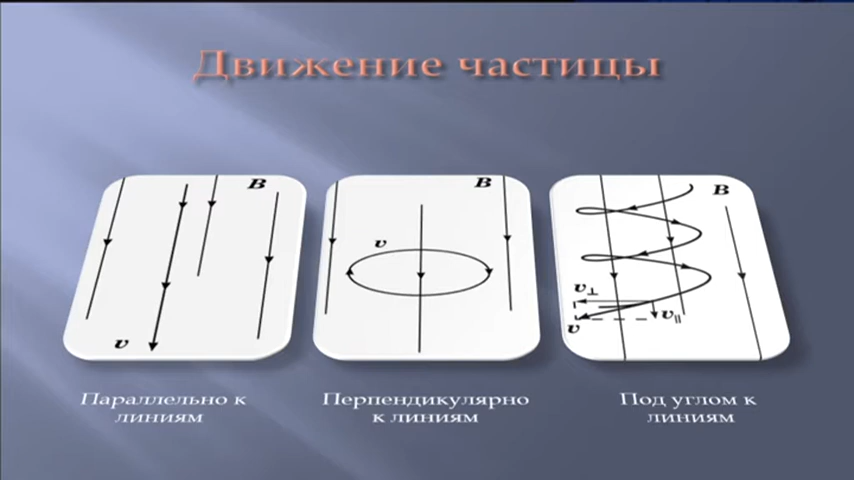 Движение частицы
B
v
Параллельно к
линиям
B
v
Перпендикулярно
к линиям
B
v⊥
v∥
v
Под углом к
линиям